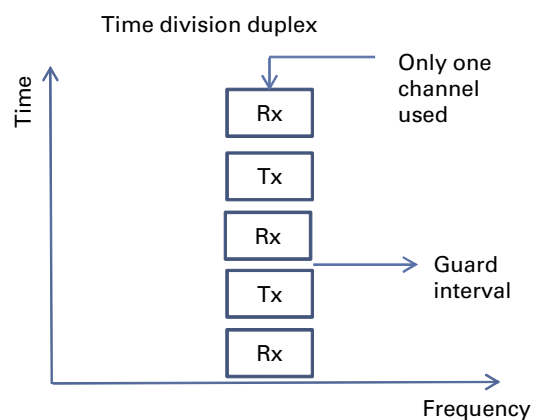 Time division duplex
Only one
channel
used
Time
Rx
Tx
Rx
Guard
interval
Tx
Rx
Frequency